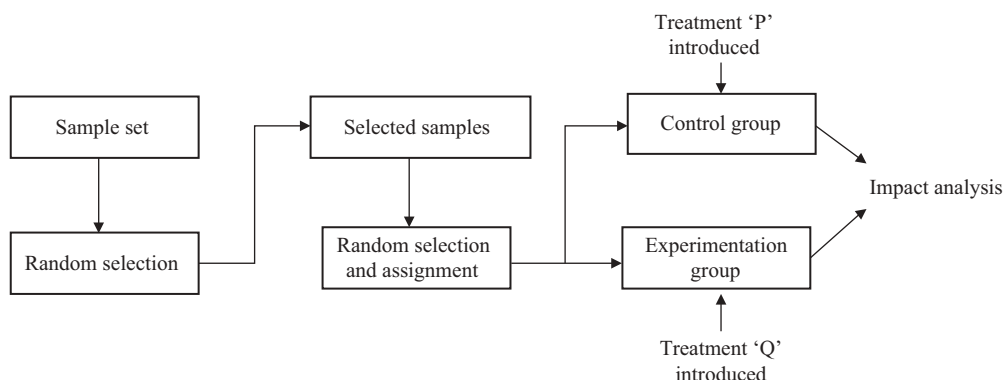 Treatment ‘P’
introduced
Sample set
Selected samples
Control group
Impact analysis
Random selection
Random selection
and assignment
Experimentation
group
Treatment ‘Q’
introduced